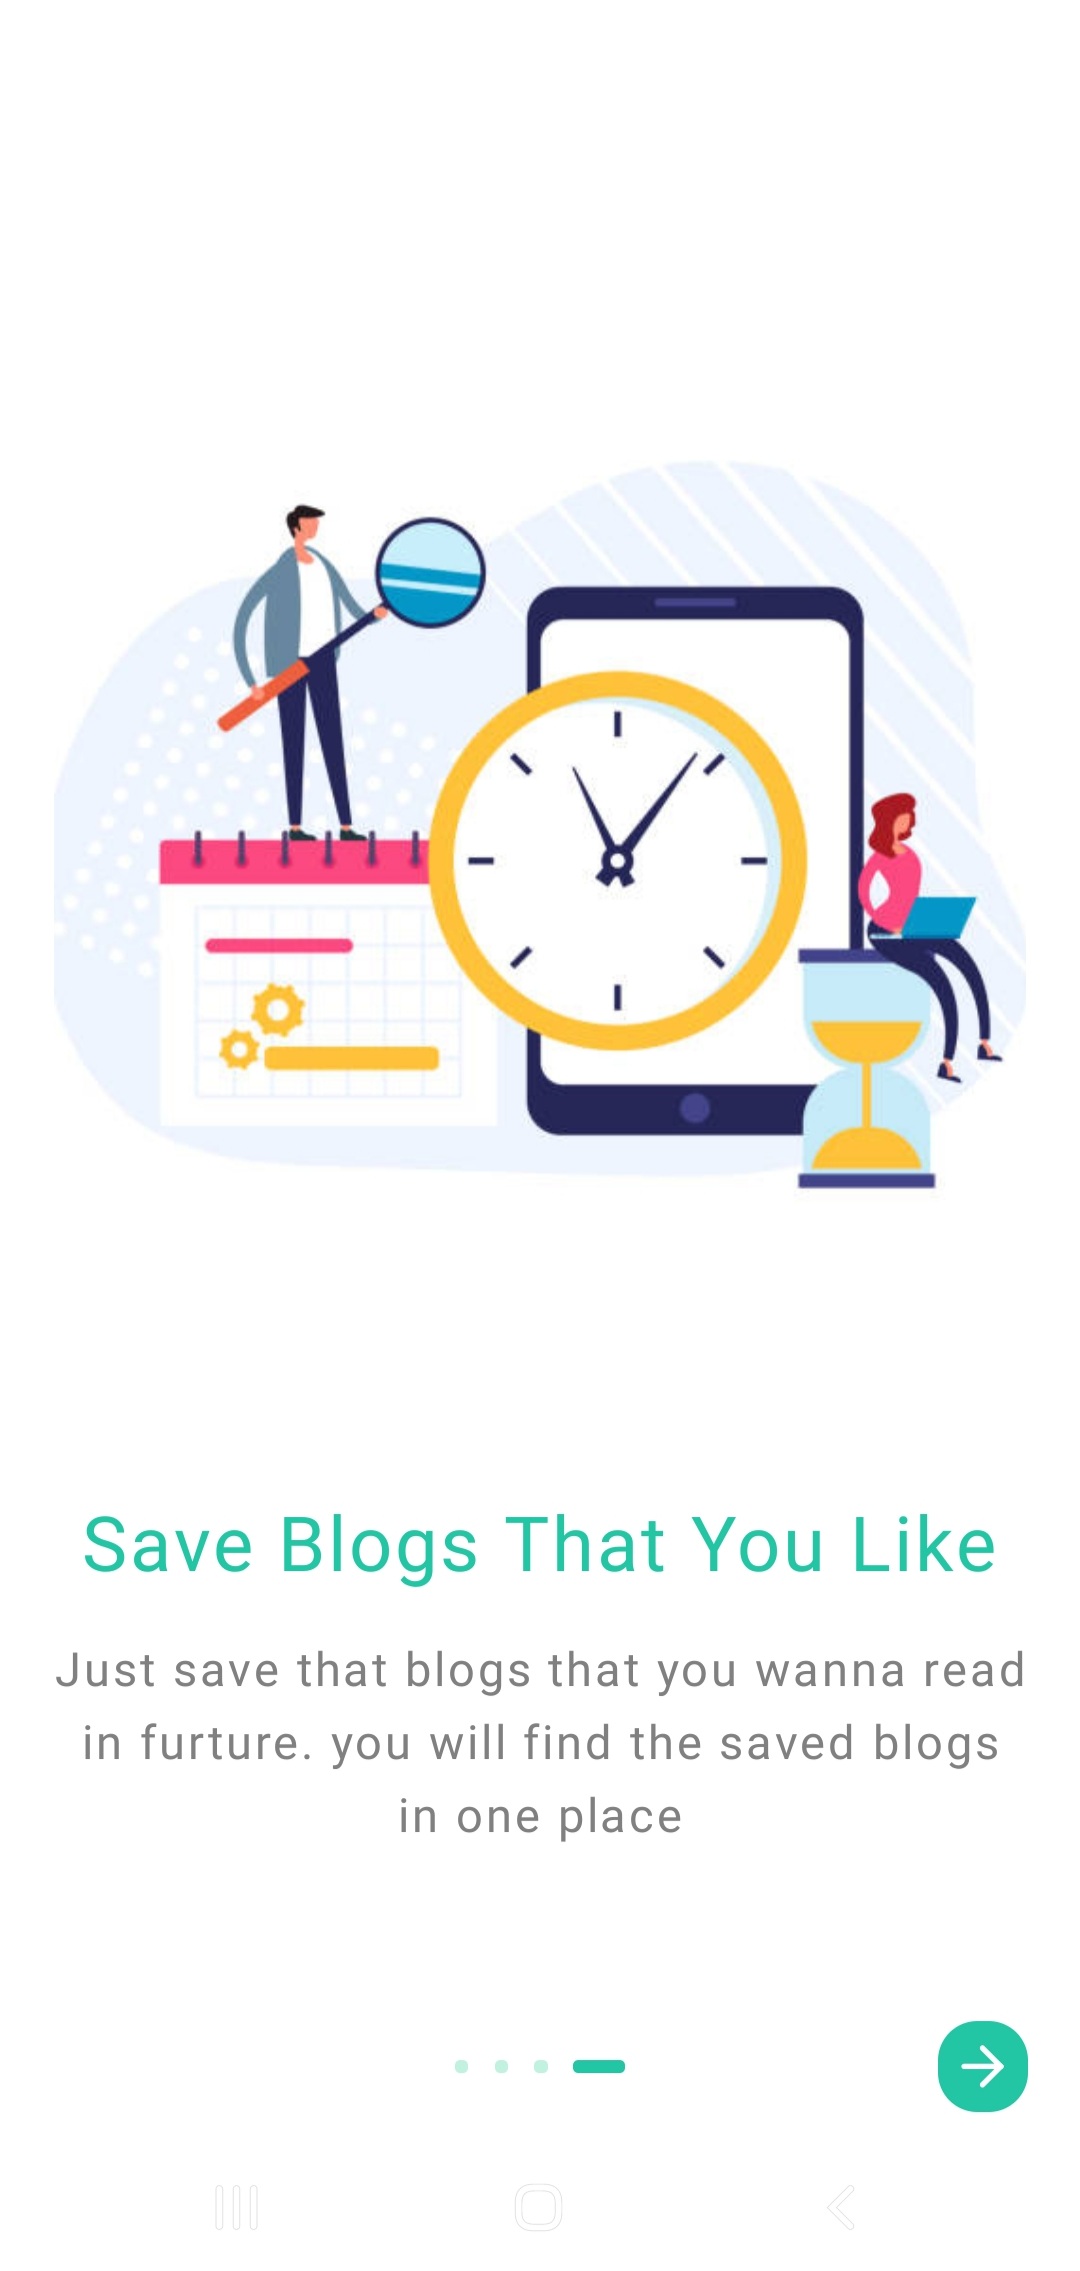 Save Blogs That You Like
Just save that blogs that you wanna read
in furture. you will find the saved blogs
in one place